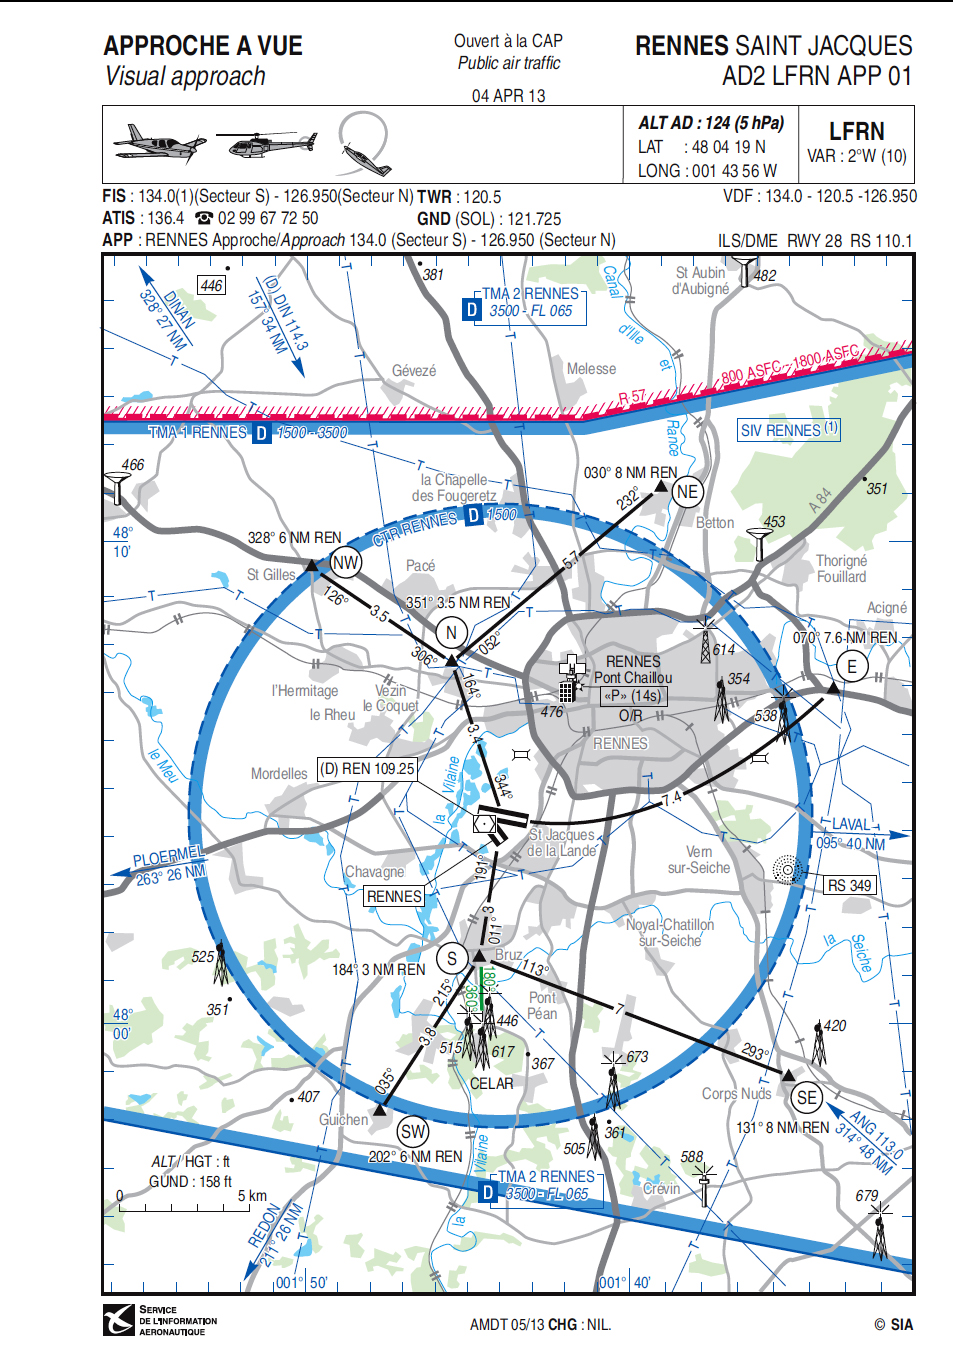 APPROCHE A VUE
Visual approach
Ouvert à la CAP
Public air traffic
04 APR 13
RENNES SAINT JACQUES
AD2 LFRN APP 01
ALT AD : 124 (5 hPa)
LAT : 48 04 19 N
LONG : 001 43 56 W
LFRN
VAR : 2°W (10)
FIS : 134.0(1)(Secteur S) - 126.950(Secteur N) TWR : 120.5
VDF : 134.0 - 120.5 -126.950
ATIS : 136.4 ☎ 02 99 67 72 50
GND (SOL) : 121.725
APP : RENNES Approche/Approach 134.0 (Secteur S) - 126.950 (Secteur N)
ILS/DME RWY 28 RS 110.1
446
DINAN
328° 27 NM
(D) DIN 114.3
157° 34 NM
381
TMA 2 RENNES
D 3500 - FL 065
Canal
d'Ille
et
Rance
St Aubin
d'Aubigné
482
Gévezé
Melesse
R 57
800 ASFC - 1800 ASFC
TMA 1 RENNES D 1500 - 3500
SIV RENNES (1)
466
la Chapelle
des Fougeretz
030° 8 NM REN
232°
NE
351
A 84
CTR RENNES D 1500
Betton
453
48°
10'
328° 6 NM REN
NW
St Gilles
Pacé
5.7
Thorigné
Fouillard
126°
3.5
351° 3.5 NM REN
Acigné
N
306°
052°
070° 7.6 NM REN
614
E
164°
RENNES
Pont Chaillou
«P» (14s)
O/R
354
l'Hermitage
Vezin
le Coquet
le Rheu
476
538
3.4
RENNES
le Meu
Mordelles
(D) REN 109.25
la Vilaine
344°
7.4
St Jacques
de la Lande
LAVAL
095° 40 NM
PLOERMEL
263° 26 NM
Chavagne
191°
Vern
sur-Seiche
RENNES
RS 349
3
011°
Noyal-Chatillon
sur-Seiche
la Seiche
525
184° 3 NM REN
S
Bruz
113°
351
215°
180°
360°
Pont
Péan
7
48°
00'
3.8
446
515
617
367
293°
420
673
CELAR
035°
407
Corps Nuds
SE
Guichen
SW
131° 8 NM REN
ANG 113.0
314° 48 NM
202° 6 NM REN
361
505
588
ALT / HGT : ft
GUND : 158 ft
0 5 km
la Vilaine
TMA 2 RENNES
D 3500 - FL 065
Crévin
679
REDON
211° 26 NM
001° 50'
001° 40'
SERVICE
DE L'INFORMATION
AERONAUTIQUE
AMDT 05/13 CHG : NIL.
© SIA